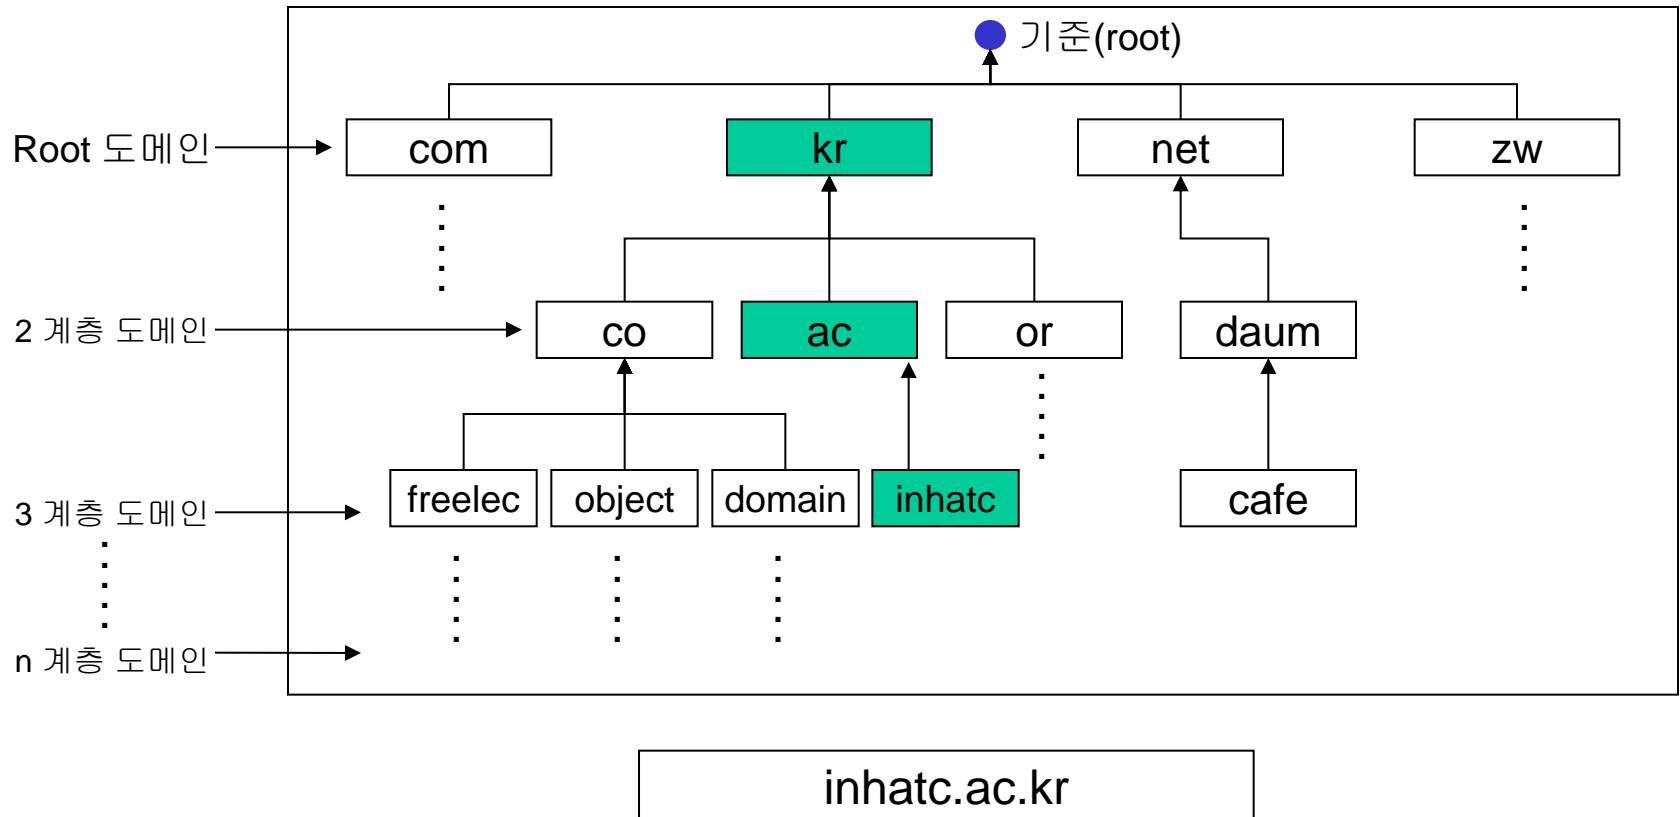 기준(root)
Root 도메인
com
kr
net
zw
2 계층 도메인
co
ac
or
daum
3 계층 도메인
freelec
object
domain
inhatc
cafe
n 계층 도메인
inhatc.ac.kr